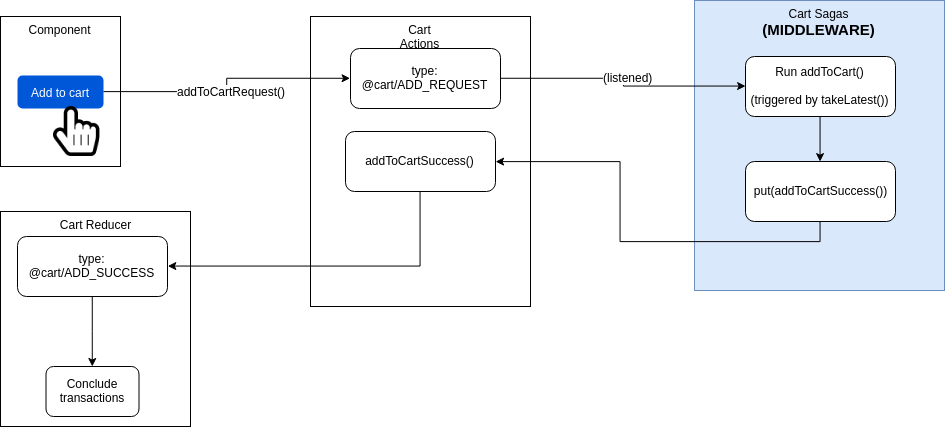 Component
Add to cart
addToCartRequest()
Cart
Actions
type:
@cart/ADD_REQUEST
(listened)
Cart Sagas
(MIDDLEWARE)
Run addToCart()
(triggered by takeLatest())
put(addToCartSuccess())
addToCartSuccess()
Cart Reducer
type:
@cart/ADD_SUCCESS
Conclude
transactions